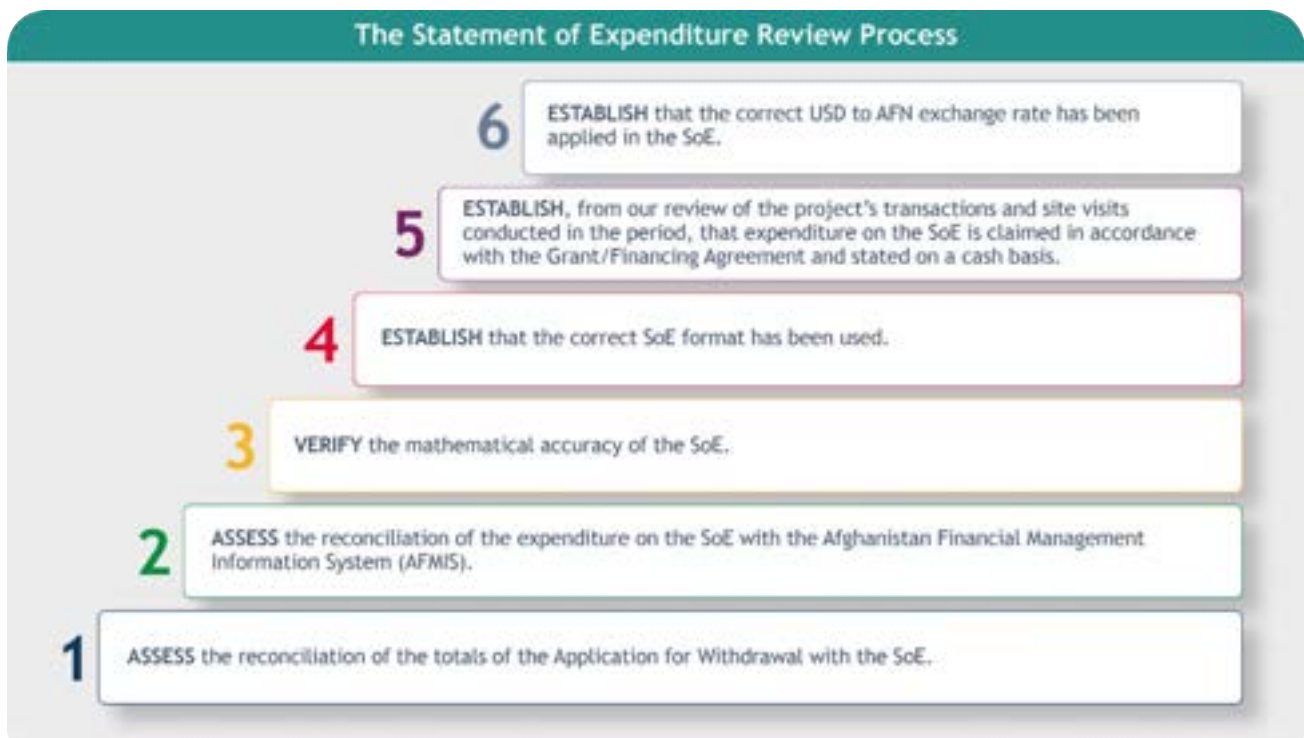 The Statement of Expenditure Review Process
6
ESTABLISH that the correct USD to AFN exchange rate has been
applied in the SoE.
5
ESTABLISH, from our review of the project's transactions and site visits
conducted in the period, that expenditure on the SoE is claimed in accordance
with the Grant/Financing Agreement and stated on a cash basis.
4
ESTABLISH that the correct SoE format has been used.
3
VERIFY the mathematical accuracy of the SoE.
2
ASSESS the reconciliation of the expenditure on the SoE with the Afghanistan Financial Management
Information System (AFMIS).
1
ASSESS the reconciliation of the totals of the Application for Withdrawal with the SoE.